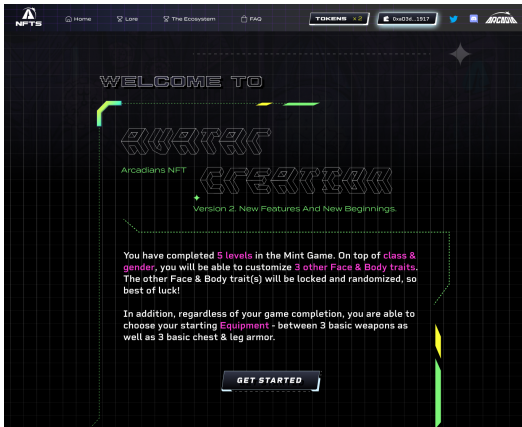 NFTS
Home
Lore
The Ecosystem
FAQ
TOKENS x2
0xa03d...1917
ARCADIA
WELCOME TO
AVATAR
Arcadians NFT
CREATION
Version 2. New Features And New Beginnings.
You have completed 5 levels in the Mint Game. On top of class &
gender, you will be able to customize 3 other Face & Body traits.
The other Face & Body trait(s) will be locked and randomized, so
best of luck!
In addition, regardless of your game completion, you are able to
choose your starting Equipment - between 3 basic weapons as
well as 3 basic chest & leg armor.
GET STARTED